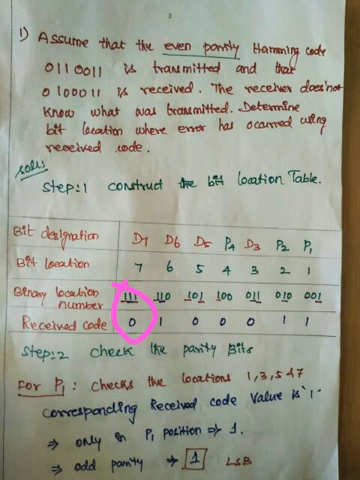 3
1) Assume that the even parity Hamming code
0110011 is transmitted and that
0100011 is received. The receiver does not
know what was transmitted. Determine
bit location where error has ocurred using
received code.
soln:
Step:1 construct the bit location Table.
Bit designation D7 D6 D5 P4 D3 P2 P1
Bit location 7 6 5 4 3 2 1
Binary location number 111 110 101 100 011 010 001
Received code 0 1 0 0 0 1 1
Step:2 check the parity Bits
For P1: checks the locations 1,3,5 & 7
corresponding Received code value is '1'
⇒ only in P1 position ⇒ 1.
⇒ odd parity ⇒ 1 LSB